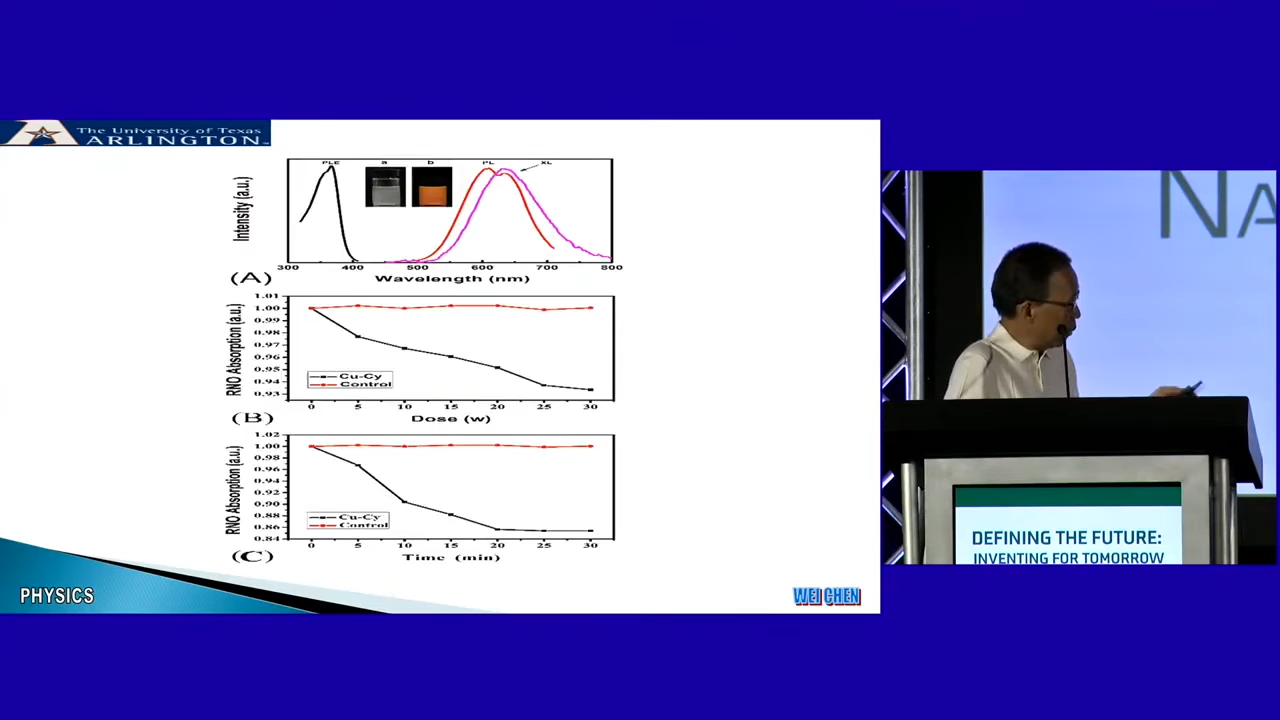 The University of Texas
ARLINGTON
PLE
a
b
PL
XL
Intensity (a.u.)
300 400 500 600 700 800
(A)
Wavelength (nm)
1.01
1.00
0.99
0.98
0.97
0.96
0.95
0.94
0.93
RNO Absorption (a.u.)
Cu-Cy
Control
0 5 10 15 20 25 30
(B)
Dose (w)
1.02
1.00
0.98
0.96
0.94
0.92
0.90
0.88
0.86
0.84
RNO Absorption (a.u.)
Cu-Cy
Control
0 5 10 15 20 25 30
(C)
Time (min)
PHYSICS
WEI CHEN
NA
DEFINING THE FUTURE:
INVENTING FOR TOMORROW